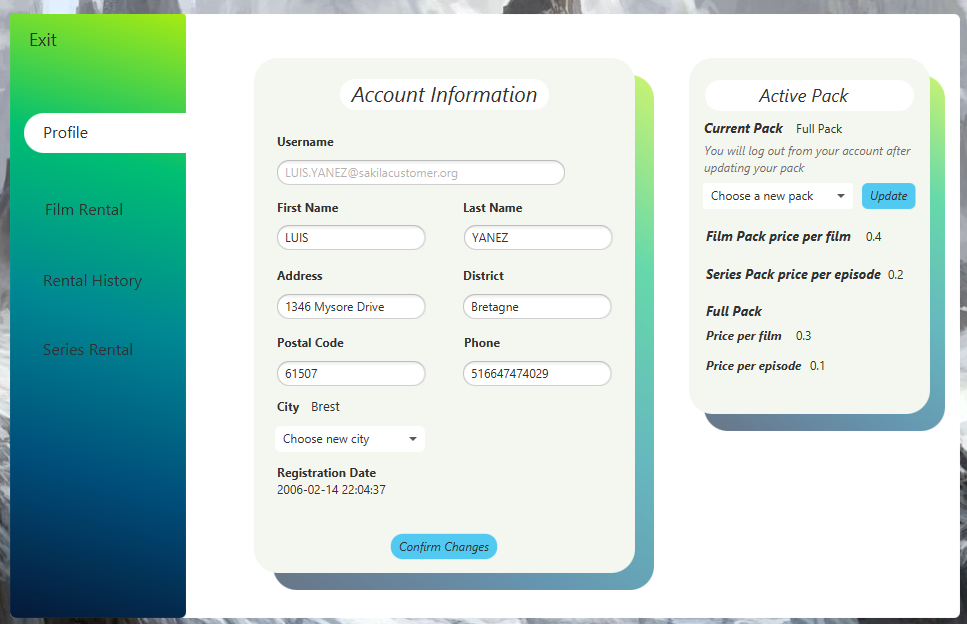 Exit
Profile
Film Rental
Rental History
Series Rental
Account Information
Username
LUIS.YANEZ@sakilacustomer.org
First Name
Last Name
LUIS
YANEZ
Address
District
1346 Mysore Drive
Bretagne
Postal Code
Phone
61507
516647474029
City Brest
Choose new city
Registration Date
2006-02-14 22:04:37
Confirm Changes
Active Pack
Current Pack Full Pack
You will log out from your account after
updating your pack
Choose a new pack
Update
Film Pack price per film 0.4
Series Pack price per episode 0.2
Full Pack
Price per film 0.3
Price per episode 0.1